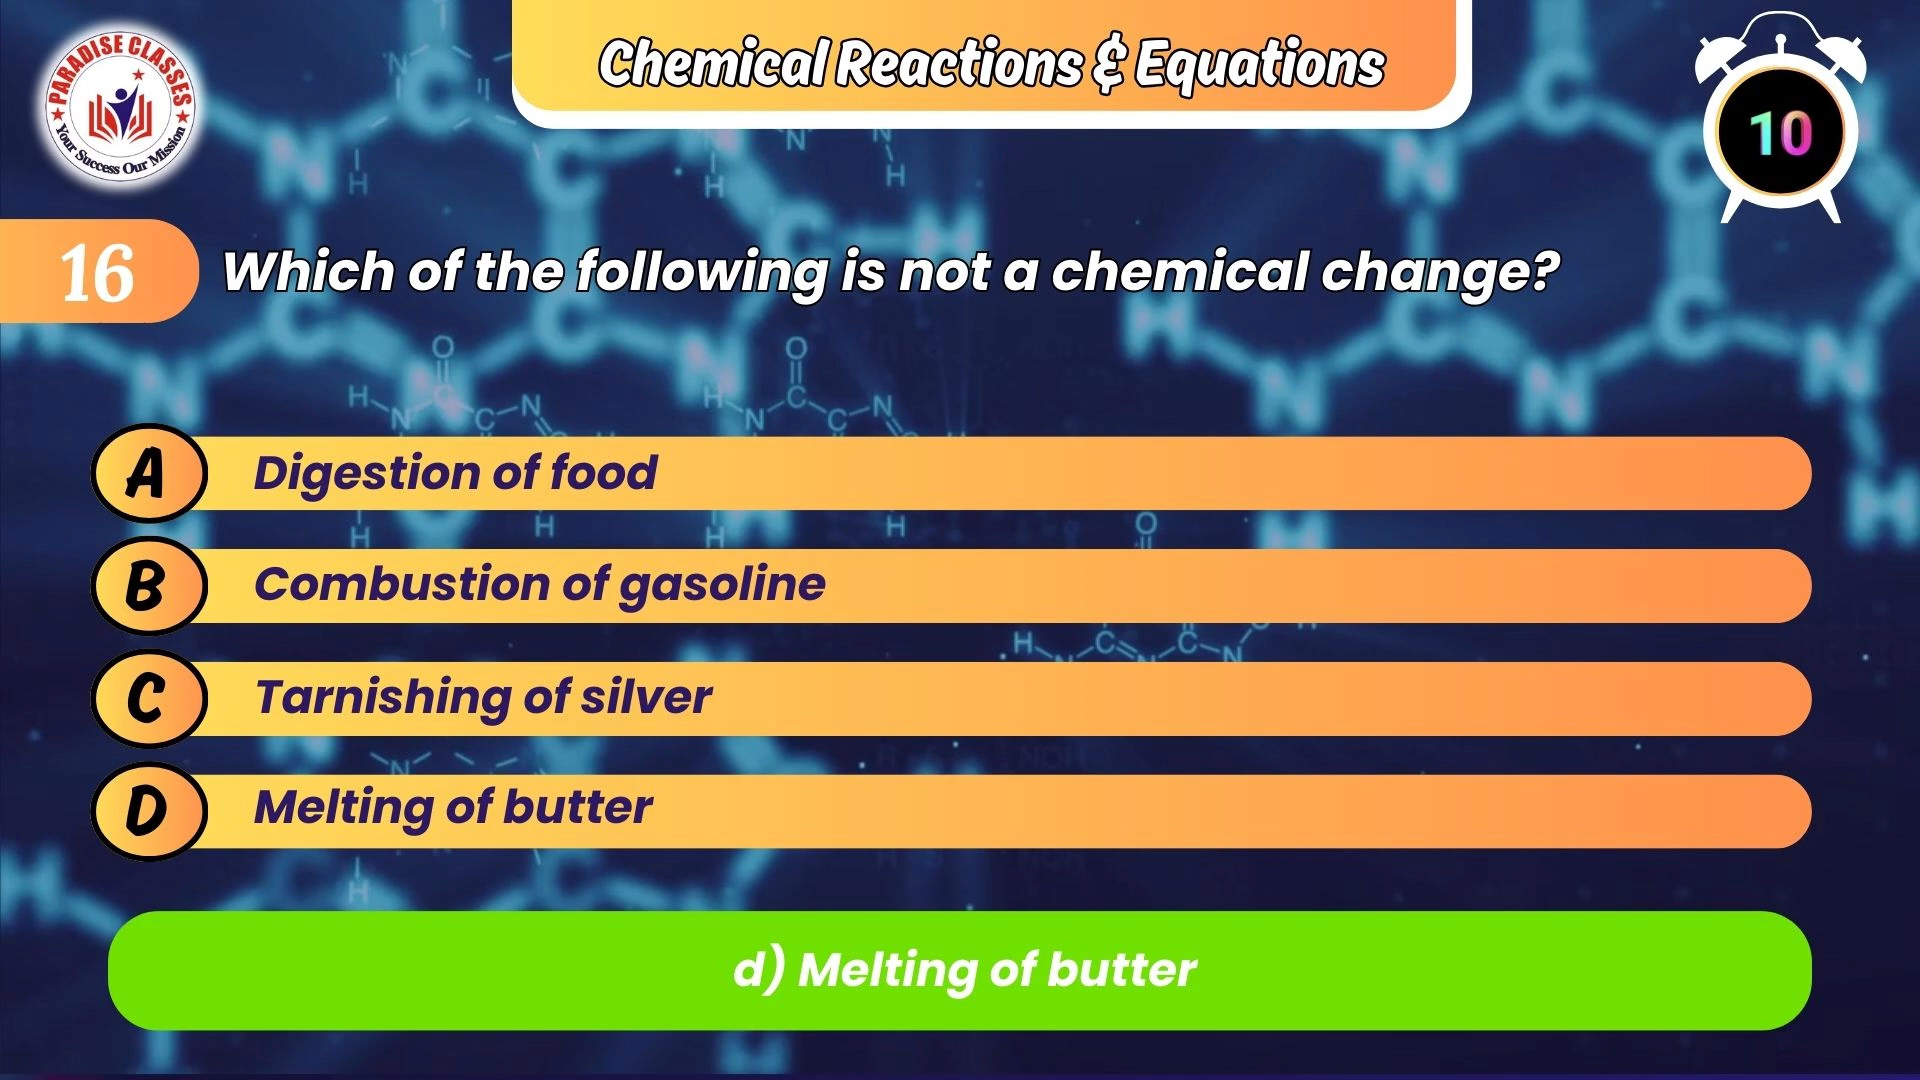 PARADISE CLASSES
Your Success Our Mission
Chemical Reactions & Equations
10
16
Which of the following is not a chemical change?
A
Digestion of food
B
Combustion of gasoline
C
Tarnishing of silver
D
Melting of butter
d) Melting of butter